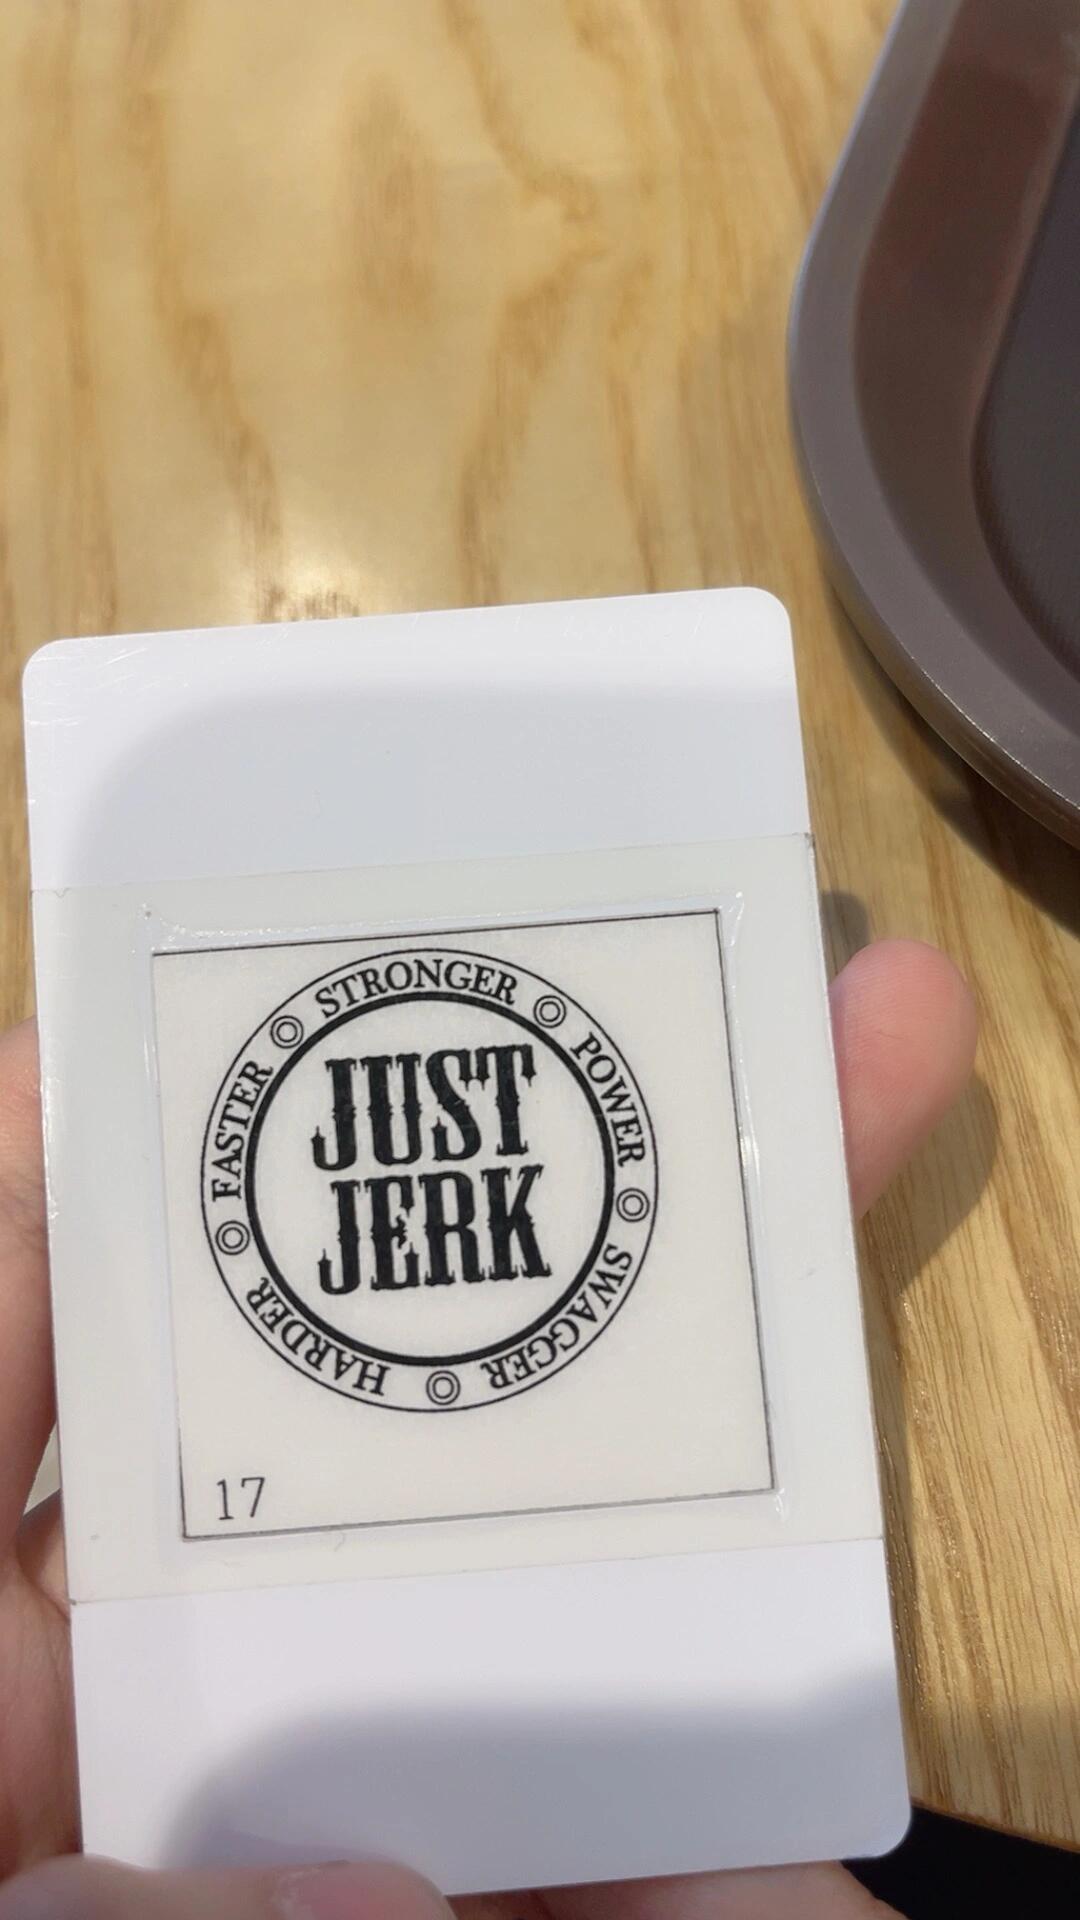 STRONGER
POWER
SWAGGER
HARDER
FASTER
JUST
JERK
17